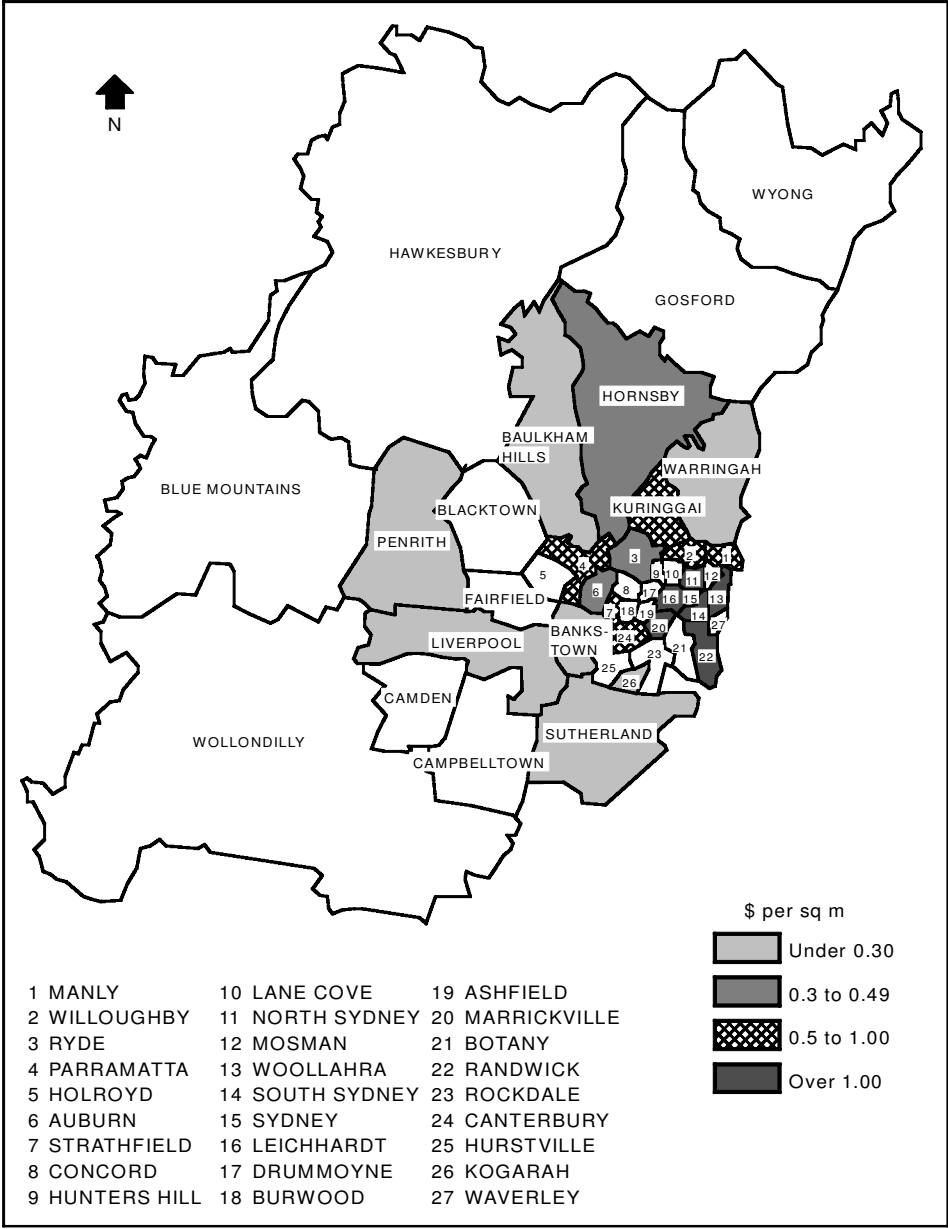 N
WYONG
HAWKESBURY
GOSFORD
HORNSBY
BAULKHAM
HILLS
WARRINGAH
BLUE MOUNTAINS
KURINGGAI
BLACKTOWN
PENRITH
3
2
1
4
5
9
10
11
12
6
8
17
FAIRFIELD
16
15
13
7
18
19
14
27
20
LIVERPOOL
BANKS-
TOWN
24
21
23
22
25
26
CAMDEN
SUTHERLAND
WOLLONDILLY
CAMPBELLTOWN
$ per sq m
Under 0.30
0.3 to 0.49
0.5 to 1.00
Over 1.00
1 MANLY
2 WILLOUGHBY
3 RYDE
4 PARRAMATTA
5 HOLROYD
6 AUBURN
7 STRATHFIELD
8 CONCORD
9 HUNTERS HILL
10 LANE COVE
11 NORTH SYDNEY
12 MOSMAN
13 WOOLLAHRA
14 SOUTH SYDNEY
15 SYDNEY
16 LEICHHARDT
17 DRUMMOYNE
18 BURWOOD
19 ASHFIELD
20 MARRICKVILLE
21 BOTANY
22 RANDWICK
23 ROCKDALE
24 CANTERBURY
25 HURSTVILLE
26 KOGARAH
27 WAVERLEY